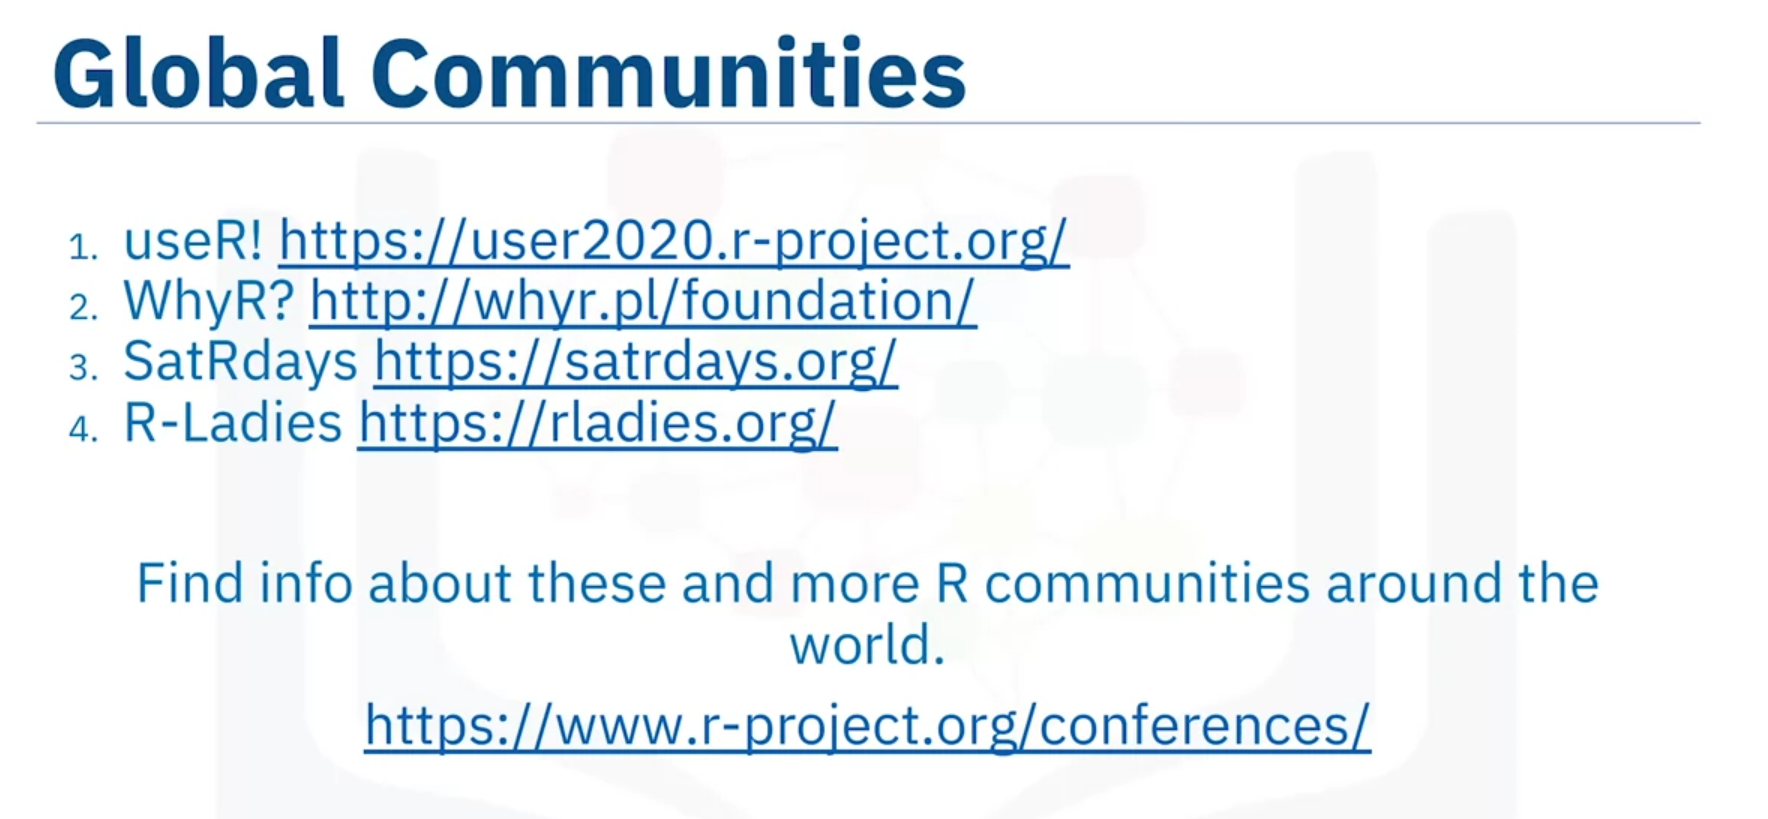 Global Communities
1. useR! https://user2020.r-project.org/
2. WhyR? http://whyr.pl/foundation/
3. SatRdays https://satrdays.org/
4. R-Ladies https://rladies.org/
Find info about these and more R communities around the
world.
https://www.r-project.org/conferences/